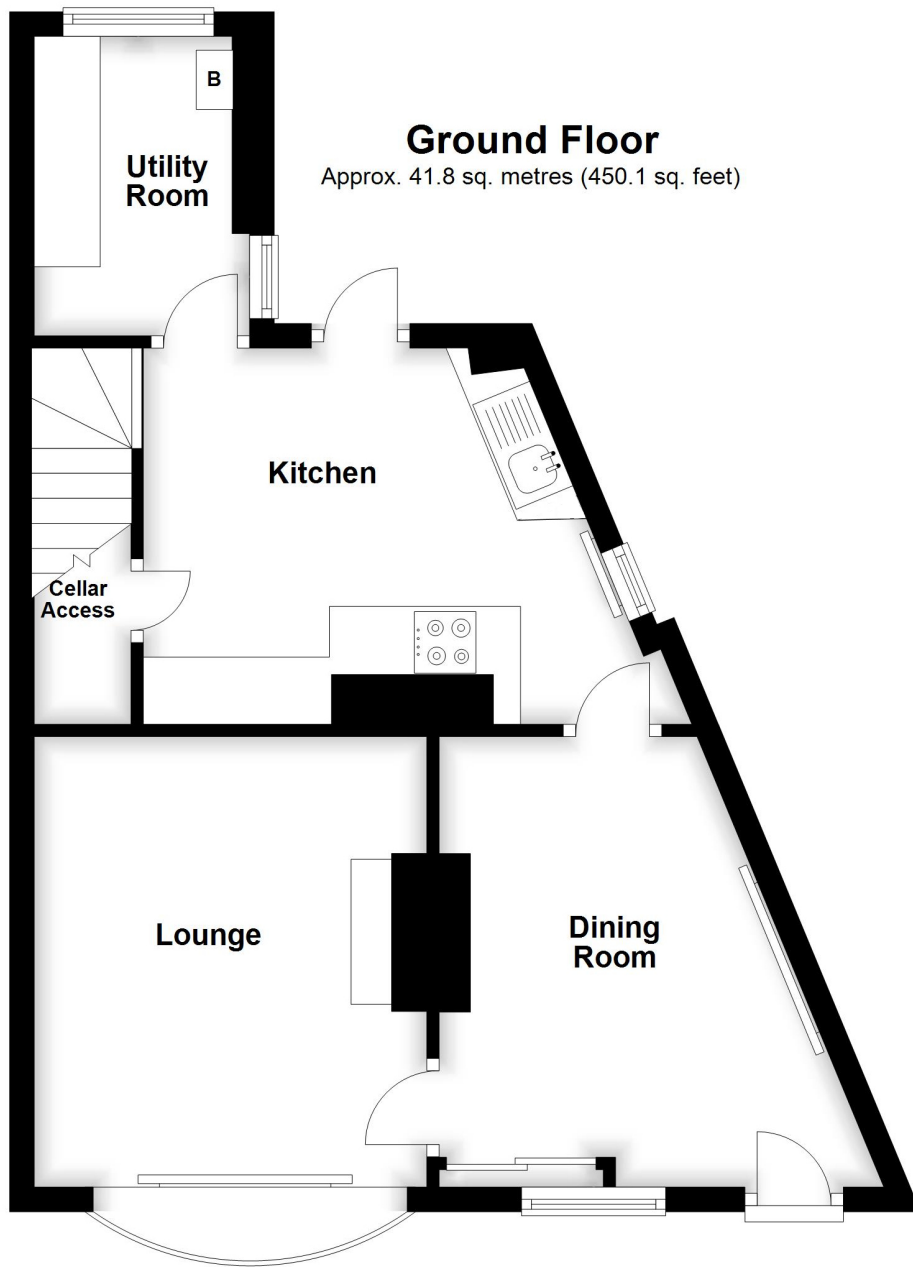 B
Ground Floor
Approx. 41.8 sq. metres (450.1 sq. feet)
Utility
Room
Kitchen
Cellar
Access
Lounge
Dining
Room